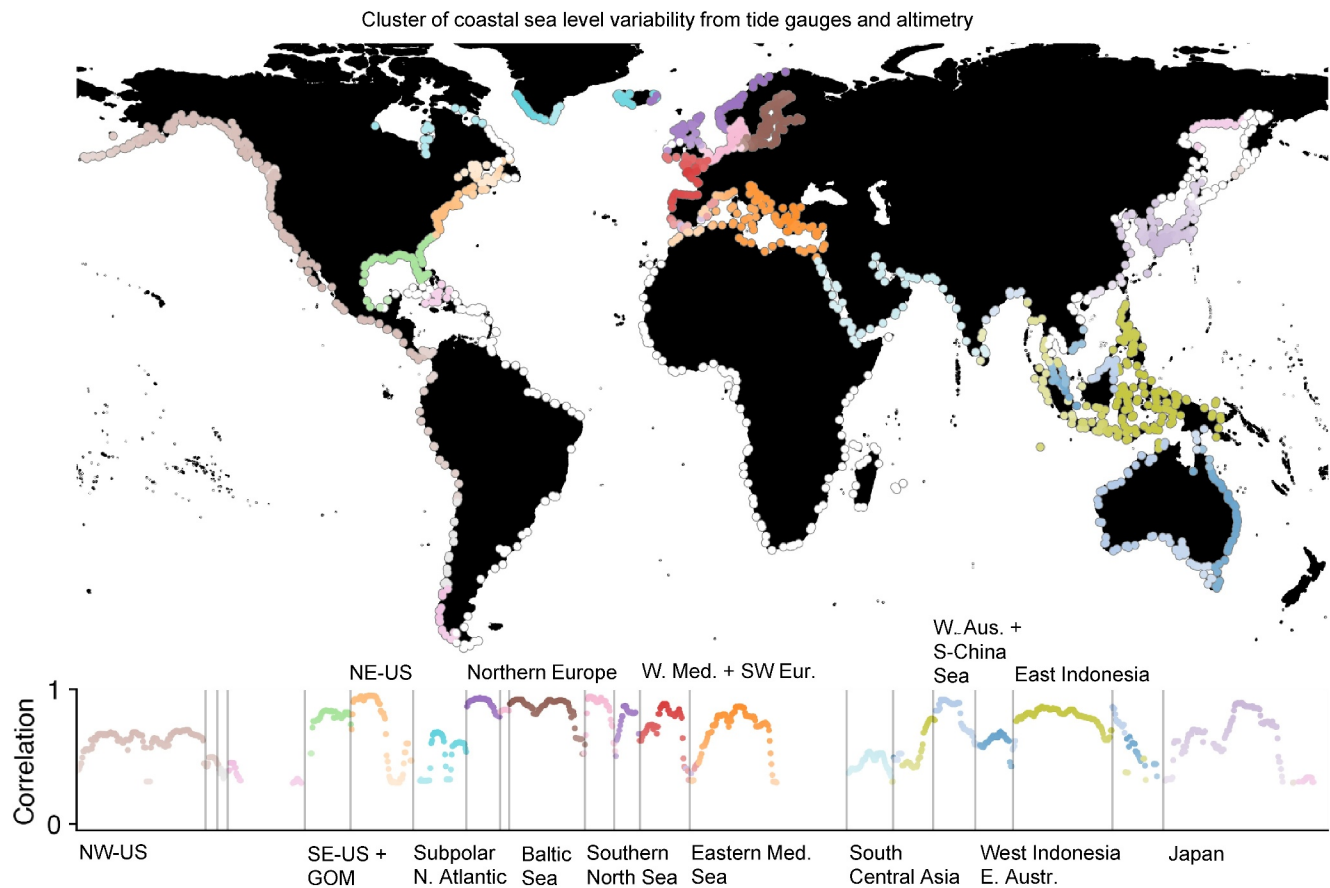 Cluster of coastal sea level variability from tide gauges and altimetry
W. Aus. +
S-China
Sea
NE-US
Northern Europe
W. Med. + SW Eur.
East Indonesia
1
Correlation
0
NW-US
SE-US +
GOM
Subpolar
N. Atlantic
Baltic
Sea
Southern
North Sea
Eastern Med.
Sea
South
Central Asia
West Indonesia
E. Austr.
Japan